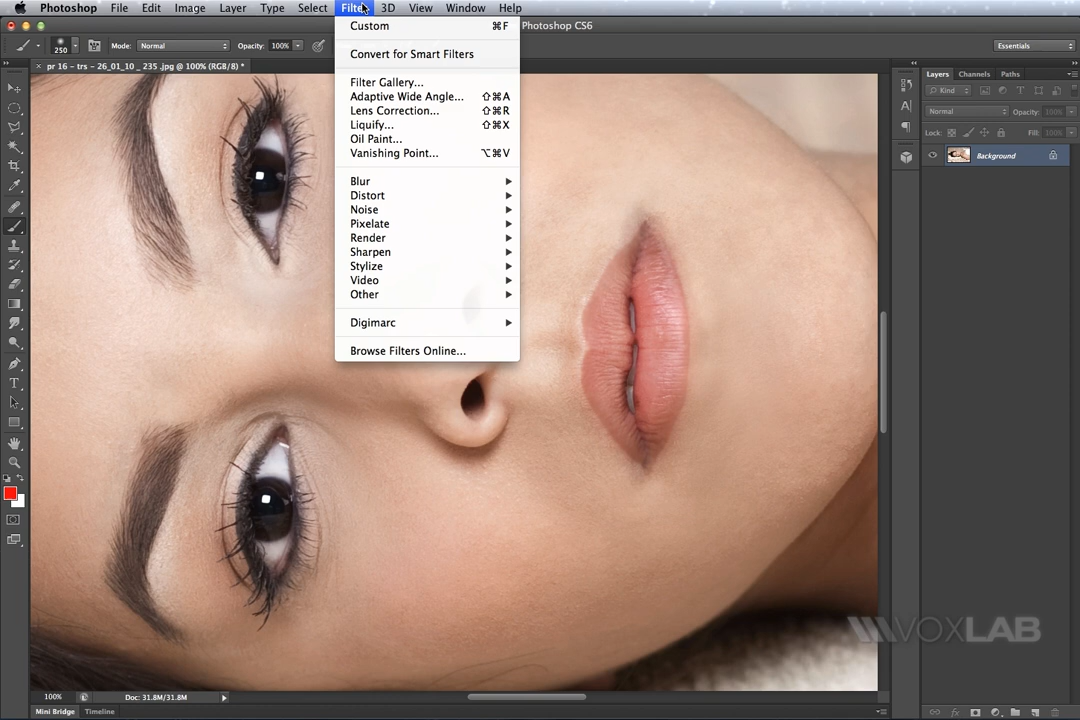 Photoshop File Edit Image Layer Type Select Filter 3D View Window Help
Photoshop CS6
250 Mode: Normal Opacity: 100% Essentials
pr 16 – trs – 26_01_10 _ 235 .jpg @ 100% (RGB/8) *
Custom ⌘F
Convert for Smart Filters
Filter Gallery...
Adaptive Wide Angle... ⇧⌘A
Lens Correction... ⇧⌘R
Liquify... ⇧⌘X
Oil Paint...
Vanishing Point... ⌥⌘V
Blur
Distort
Noise
Pixelate
Render
Sharpen
Stylize
Video
Other
Digimarc
Browse Filters Online...
Layers Channels Paths
Kind
Normal Opacity: 100%
Lock: Fill: 100%
Background
VOXLAB
100% Doc: 31.8M/31.8M
Mini Bridge Timeline